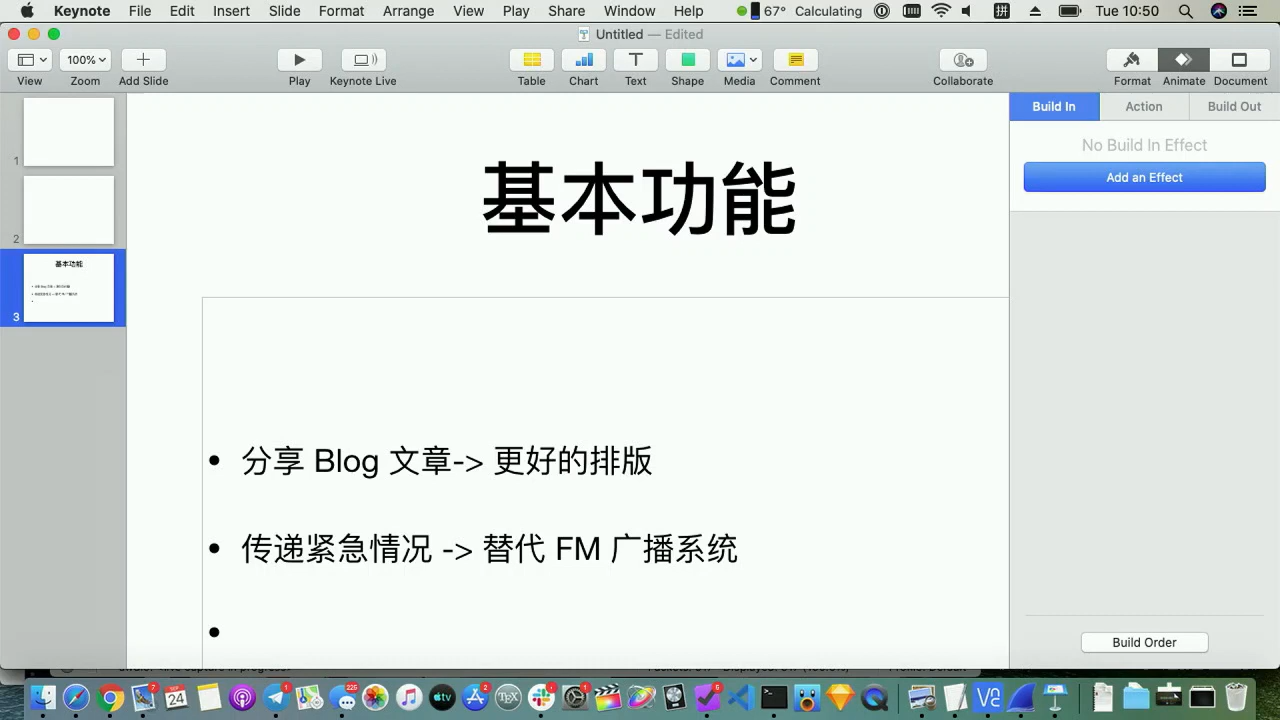 Keynote File Edit Insert Slide Format Arrange View Play Share Window Help 67° Calculating 拼 Tue 10:50
Untitled — Edited
View 100% Zoom Add Slide Play Keynote Live Table Chart Text Shape Media Comment Collaborate Format Animate Document
Build In Action Build Out
No Build In Effect
Add an Effect
1
2
3
基本功能
• 分享 Blog 文章-> 更好的排版
• 传递紧急情况 -> 替代 FM 广播系统
•
Build Order